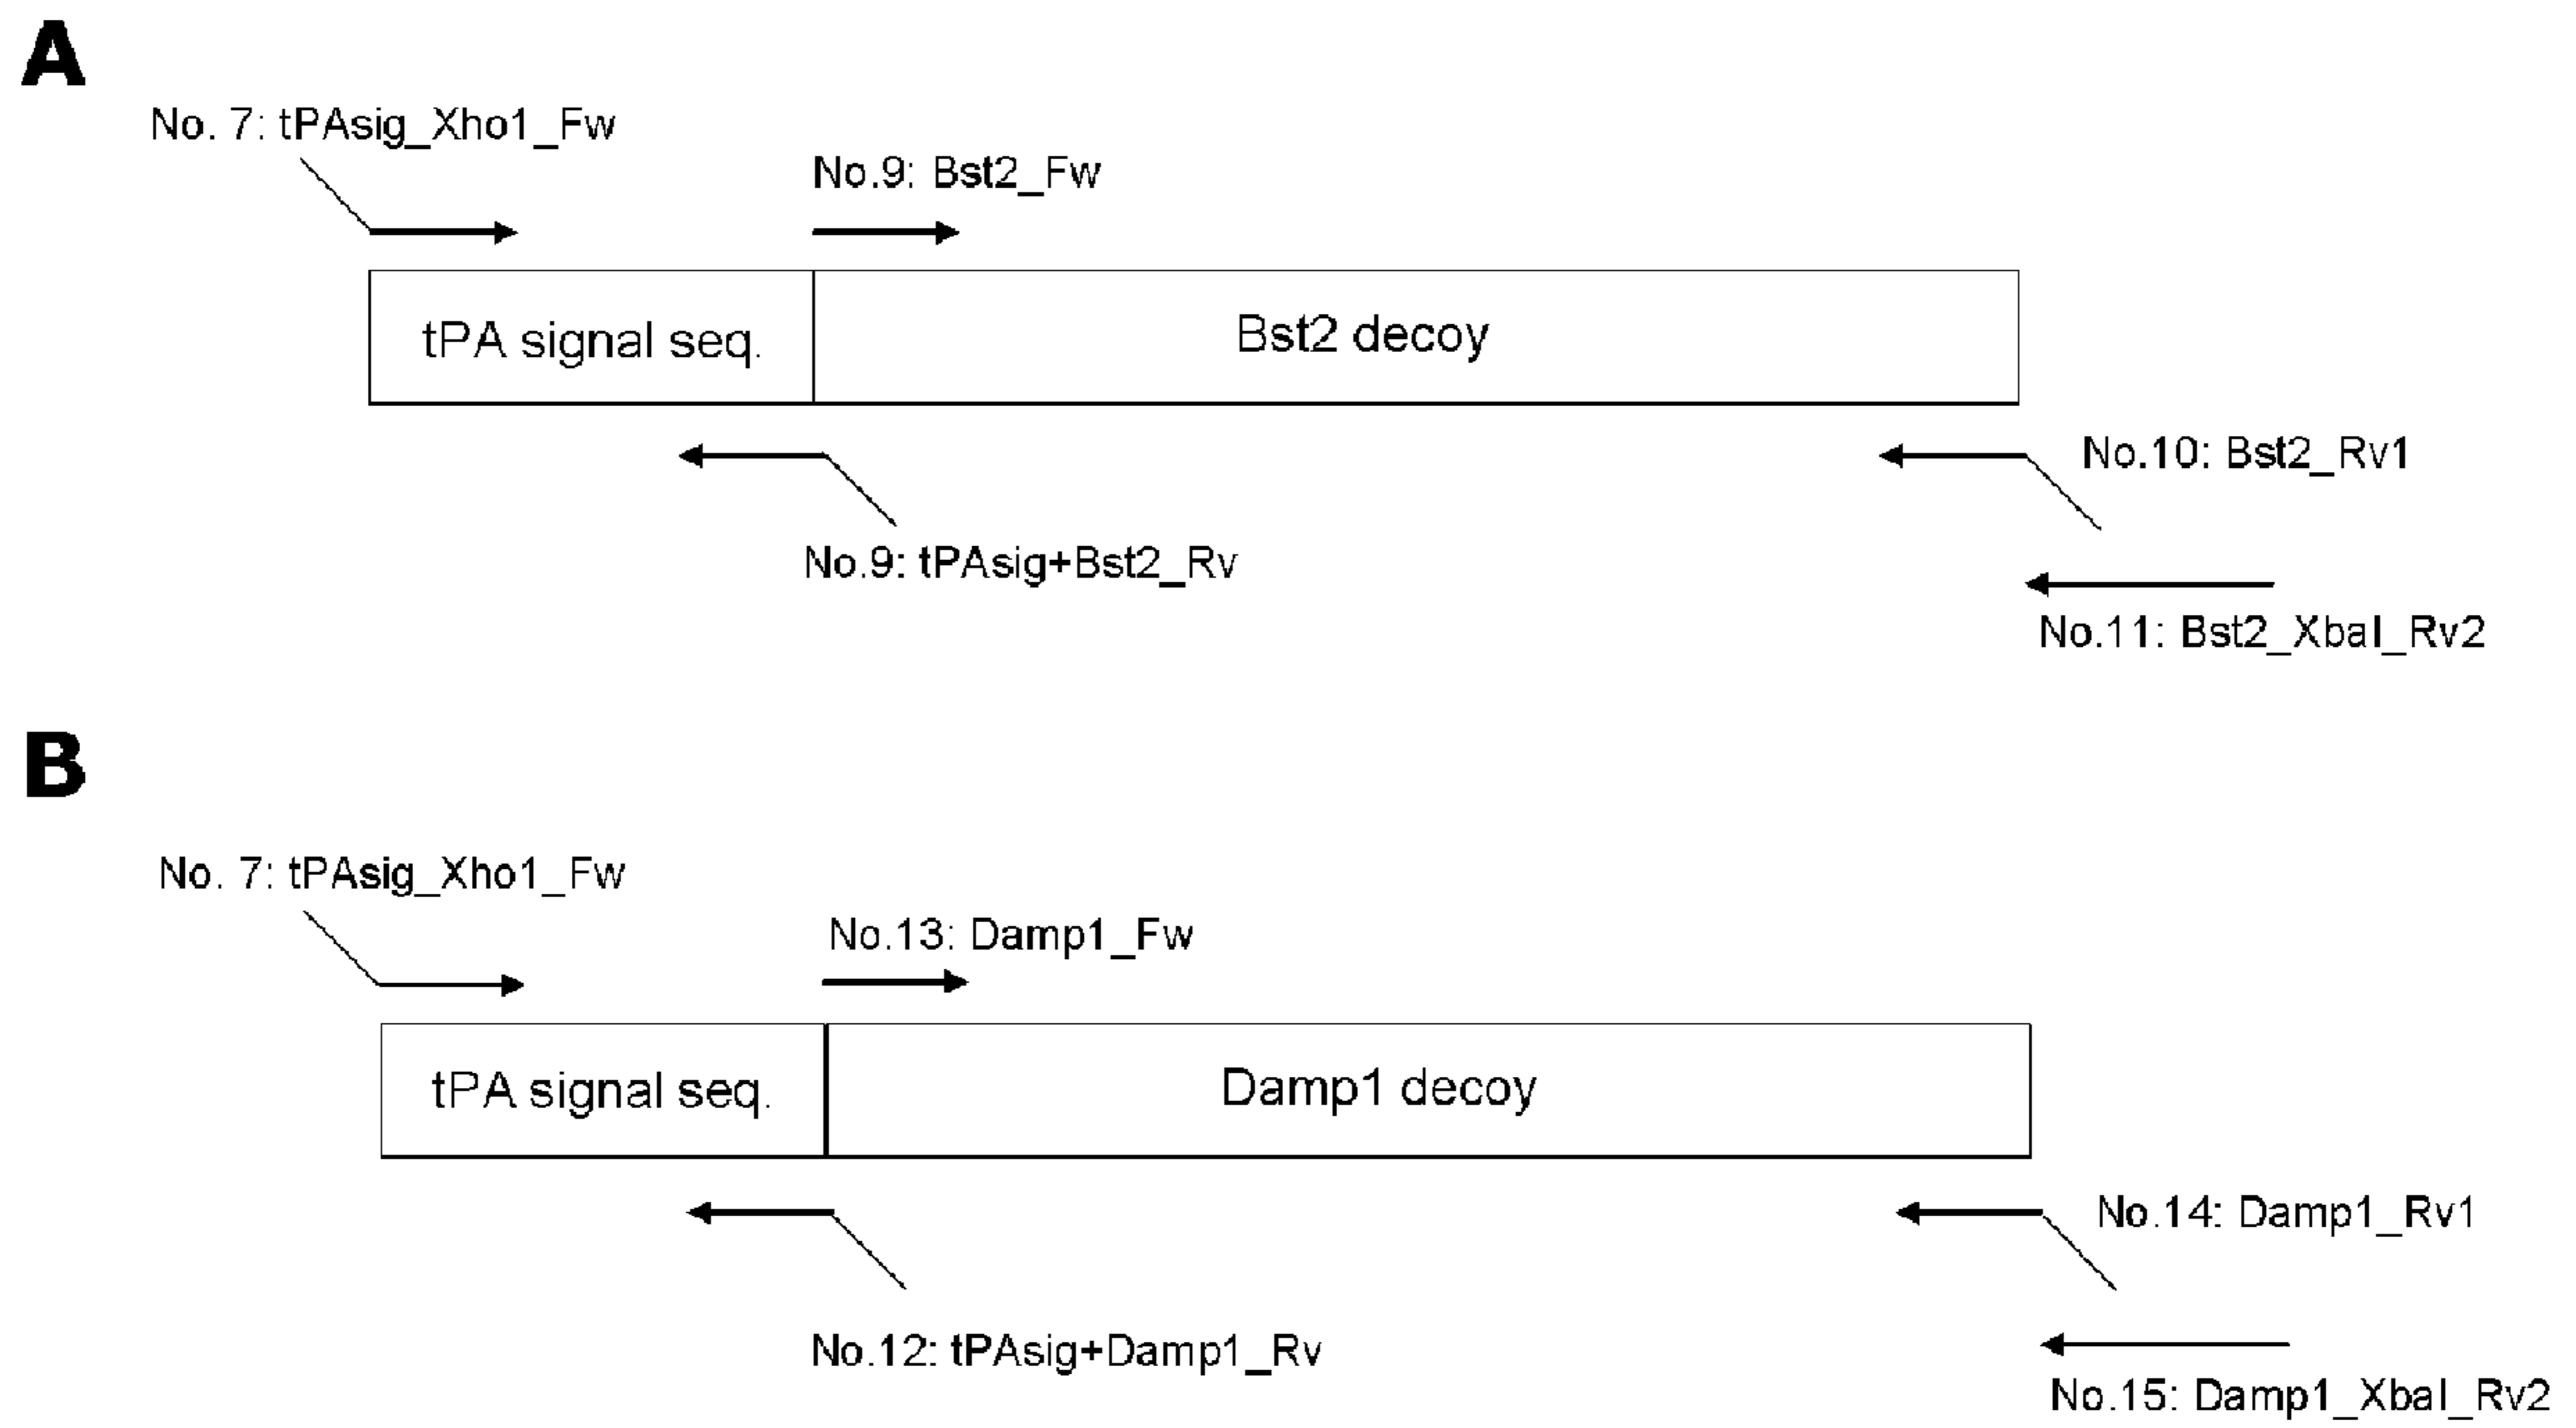 A
No. 7: tPAsig_Xho1_Fw
No.9: Bst2_Fw
tPA signal seq.
Bst2 decoy
No.10: Bst2_Rv1
No.9: tPAsig+Bst2_Rv
No.11: Bst2_XbaI_Rv2
B
No. 7: tPAsig_Xho1_Fw
No.13: Damp1_Fw
tPA signal seq.
Damp1 decoy
No.14: Damp1_Rv1
No.12: tPAsig+Damp1_Rv
No.15: Damp1_XbaI_Rv2